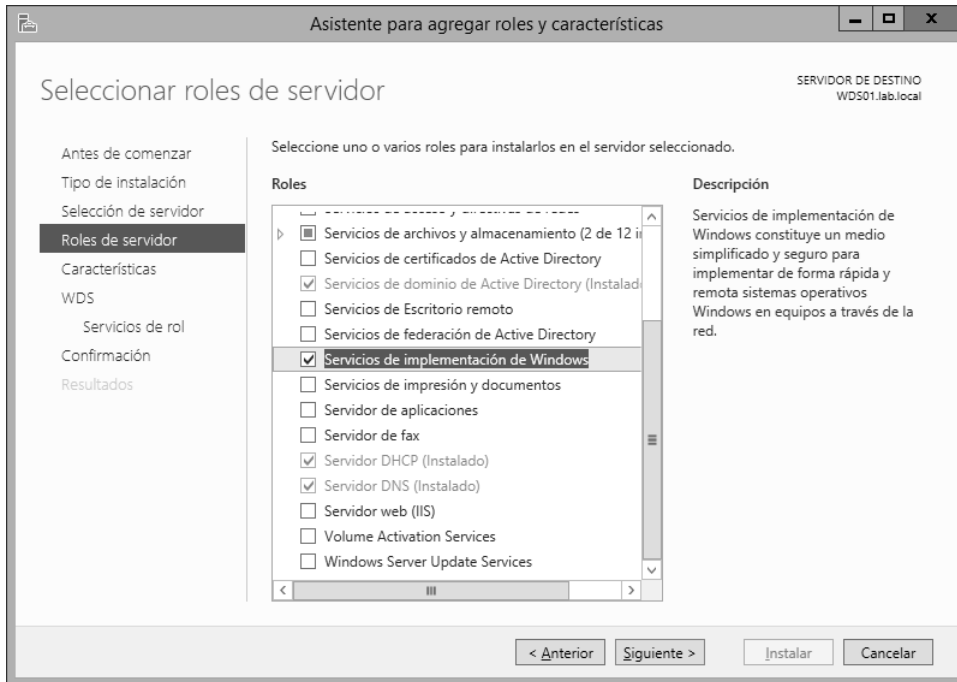 Asistente para agregar roles y características
Seleccionar roles de servidor
SERVIDOR DE DESTINO
WDS01.lab.local
Antes de comenzar
Tipo de instalación
Selección de servidor
Roles de servidor
Características
WDS
Servicios de rol
Confirmación
Resultados
Seleccione uno o varios roles para instalarlos en el servidor seleccionado.
Roles
Servicios de acceso y directivas de redes
Servicios de archivos y almacenamiento (2 de 12 i
Servicios de certificados de Active Directory
Servicios de dominio de Active Directory (Instalad
Servicios de Escritorio remoto
Servicios de federación de Active Directory
Servicios de implementación de Windows
Servicios de impresión y documentos
Servidor de aplicaciones
Servidor de fax
Servidor DHCP (Instalado)
Servidor DNS (Instalado)
Servidor web (IIS)
Volume Activation Services
Windows Server Update Services
Descripción
Servicios de implementación de
Windows constituye un medio
simplificado y seguro para
implementar de forma rápida y
remota sistemas operativos
Windows en equipos a través de la
red.
< Anterior
Siguiente >
Instalar
Cancelar